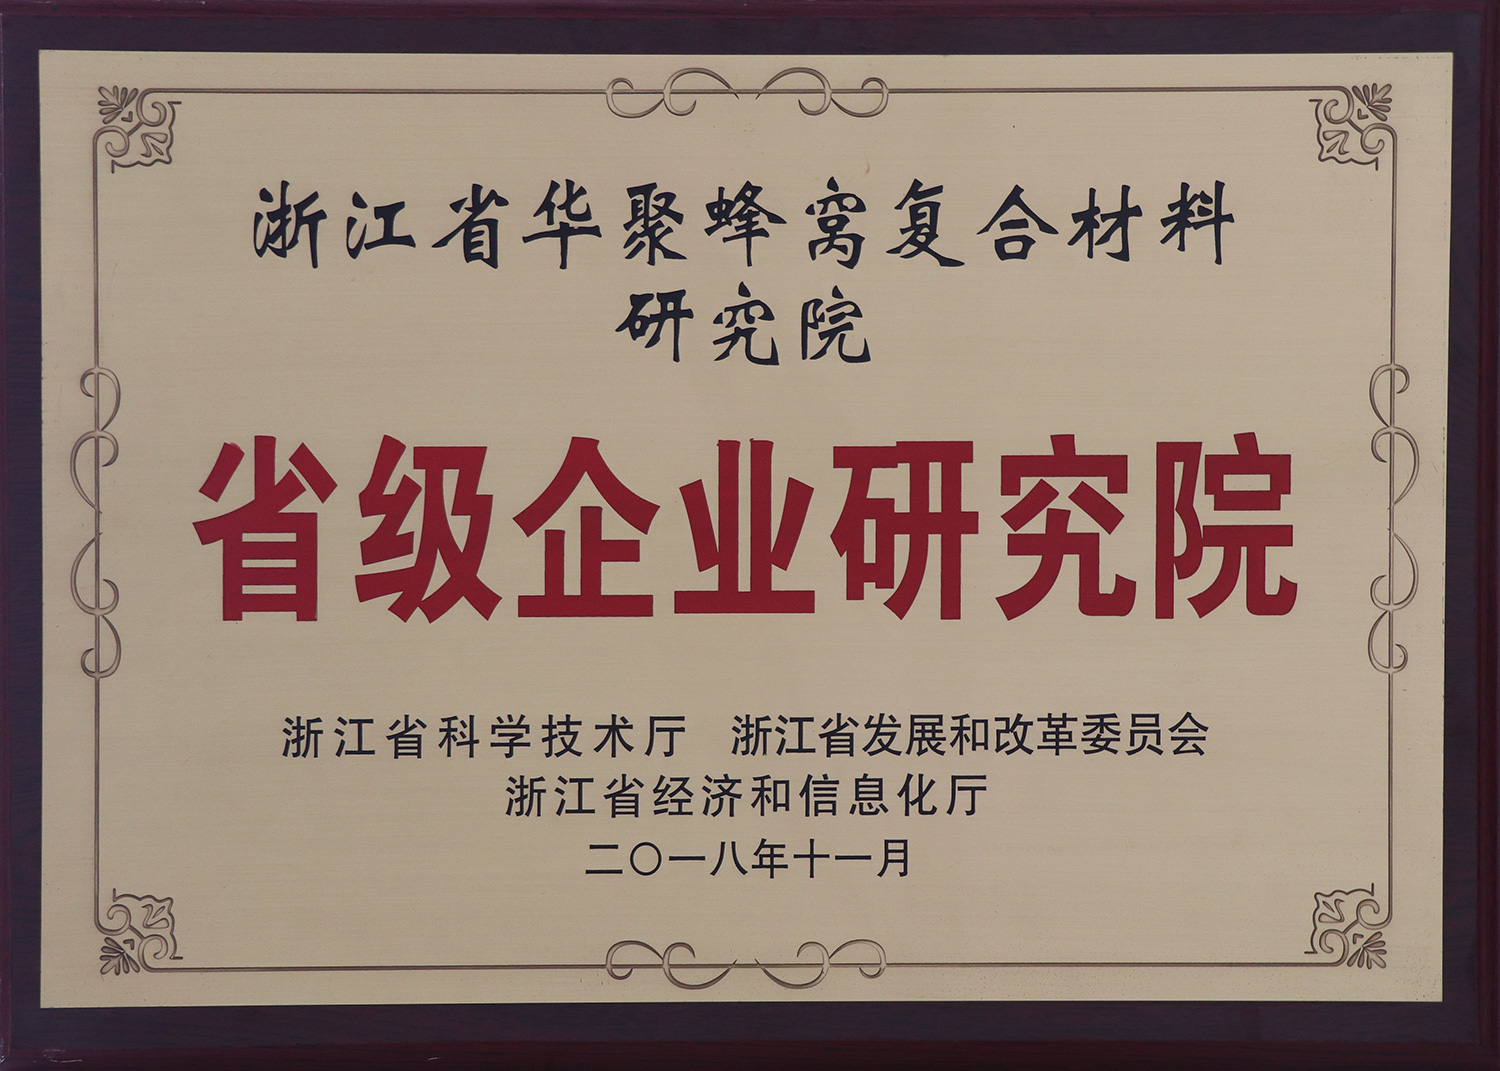 浙江省华聚蜂窝复合材料
研究院
省级企业研究院
浙江省科学技术厅 浙江省发展和改革委员会
浙江省经济和信息化厅
二〇一八年十一月